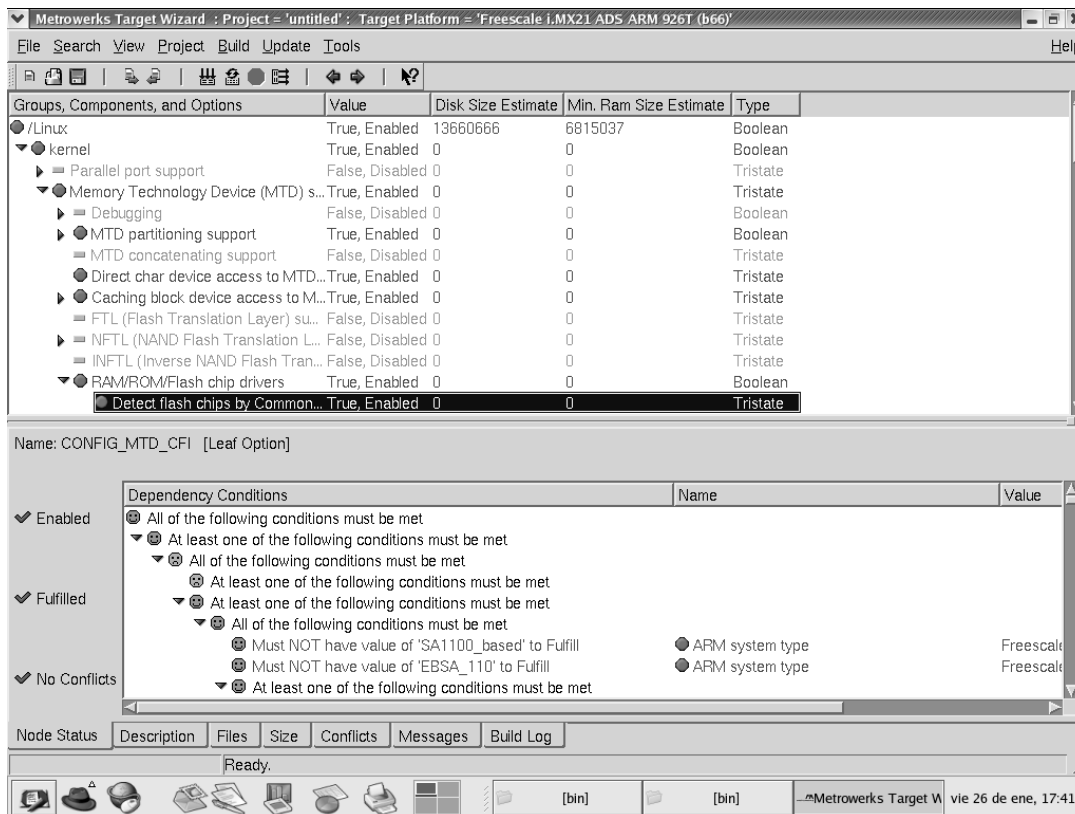 Metrowerks Target Wizard : Project = 'untitled' : Target Platform = 'Freescale i.MX21 ADS ARM 926T (b66)'
File Search View Project Build Update Tools Help
Groups, Components, and Options Value Disk Size Estimate Min. Ram Size Estimate Type
/Linux True, Enabled 13660666 6815037 Boolean
kernel True, Enabled 0 0 Boolean
Parallel port support False, Disabled 0 0 Tristate
Memory Technology Device (MTD) s... True, Enabled 0 0 Tristate
Debugging False, Disabled 0 0 Boolean
MTD partitioning support True, Enabled 0 0 Boolean
MTD concatenating support False, Disabled 0 0 Tristate
Direct char device access to MTD... True, Enabled 0 0 Tristate
Caching block device access to M... True, Enabled 0 0 Tristate
FTL (Flash Translation Layer) su... False, Disabled 0 0 Tristate
NFTL (NAND Flash Translation L... False, Disabled 0 0 Tristate
INFTL (Inverse NAND Flash Tran... False, Disabled 0 0 Tristate
RAM/ROM/Flash chip drivers True, Enabled 0 0 Boolean
Detect flash chips by Common... True, Enabled 0 0 Tristate
Name: CONFIG_MTD_CFI [Leaf Option]
Dependency Conditions Name Value
Enabled All of the following conditions must be met
At least one of the following conditions must be met
All of the following conditions must be met
At least one of the following conditions must be met
Fulfilled At least one of the following conditions must be met
All of the following conditions must be met
Must NOT have value of 'SA1100_based' to Fulfill ARM system type Freescale
Must NOT have value of 'EBSA_110' to Fulfill ARM system type Freescale
No Conflicts At least one of the following conditions must be met
Node Status Description Files Size Conflicts Messages Build Log
Ready.
[bin] [bin] Metrowerks Target W vie 26 de ene, 17:41